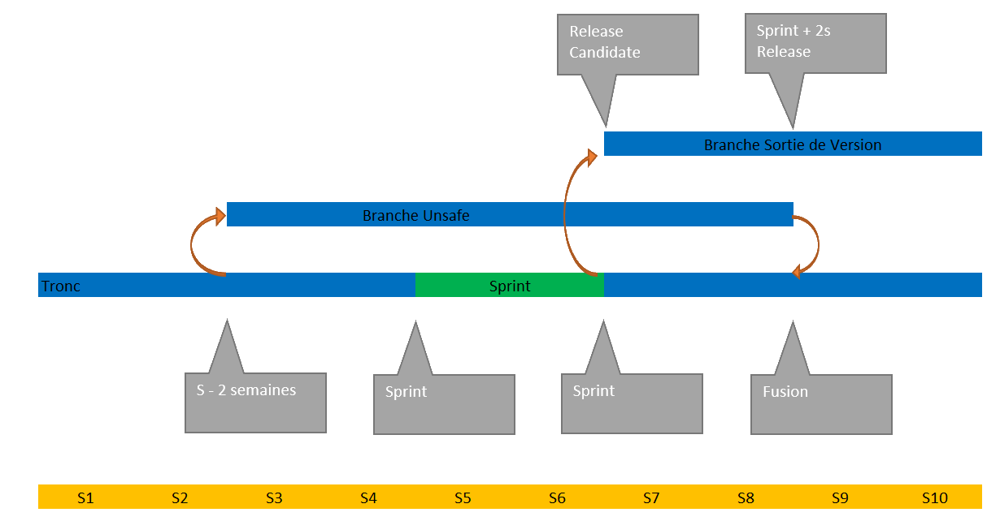 Release
Candidate
Sprint + 2s
Release
Branche Sortie de Version
Branche Unsafe
Tronc
Sprint
S - 2 semaines
Sprint
Sprint
Fusion
S1
S2
S3
S4
S5
S6
S7
S8
S9
S10